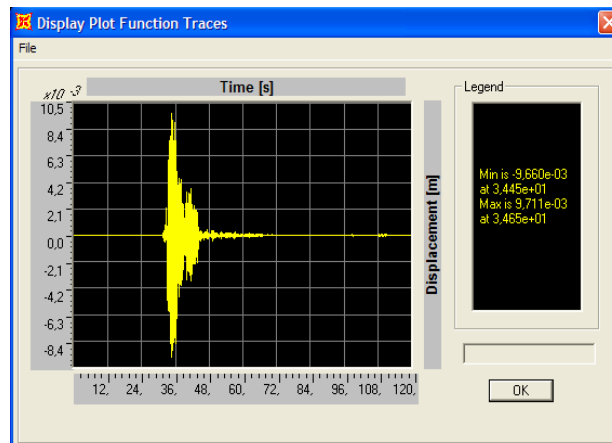 Display Plot Function Traces
File
x10 -3
Time [s]
Legend
10,5
8,4
6,3
4,2
2,1
0,0
-2,1
-4,2
-6,3
-8,4
Displacement [m]
Min is -9,660e-03
at 3,445e+01
Max is 9,711e-03
at 3,465e+01
12, 24, 36, 48, 60, 72, 84, 96, 108, 120,
OK